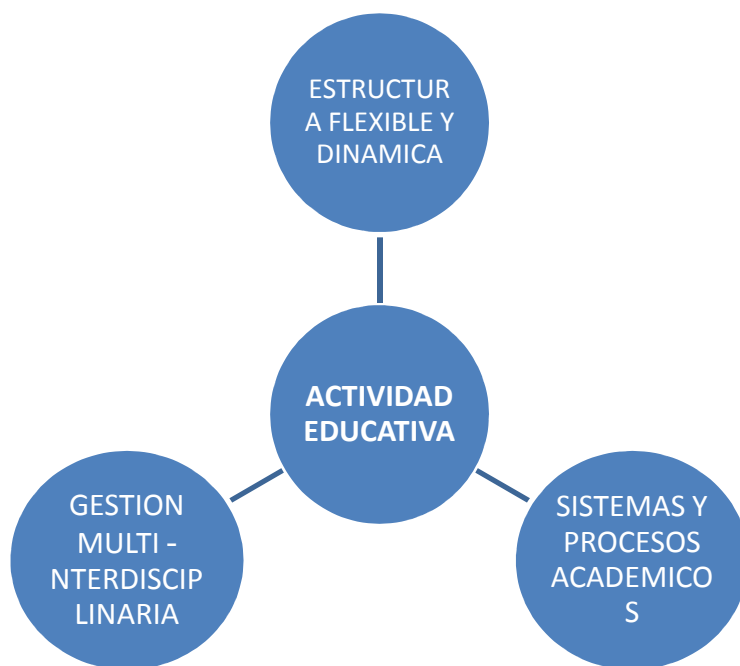 ESTRUCTUR
A FLEXIBLE Y
DINAMICA
ACTIVIDAD
EDUCATIVA
GESTION
MULTI -
NTERDISCIP
LINARIA
SISTEMAS Y
PROCESOS
ACADEMICO
S